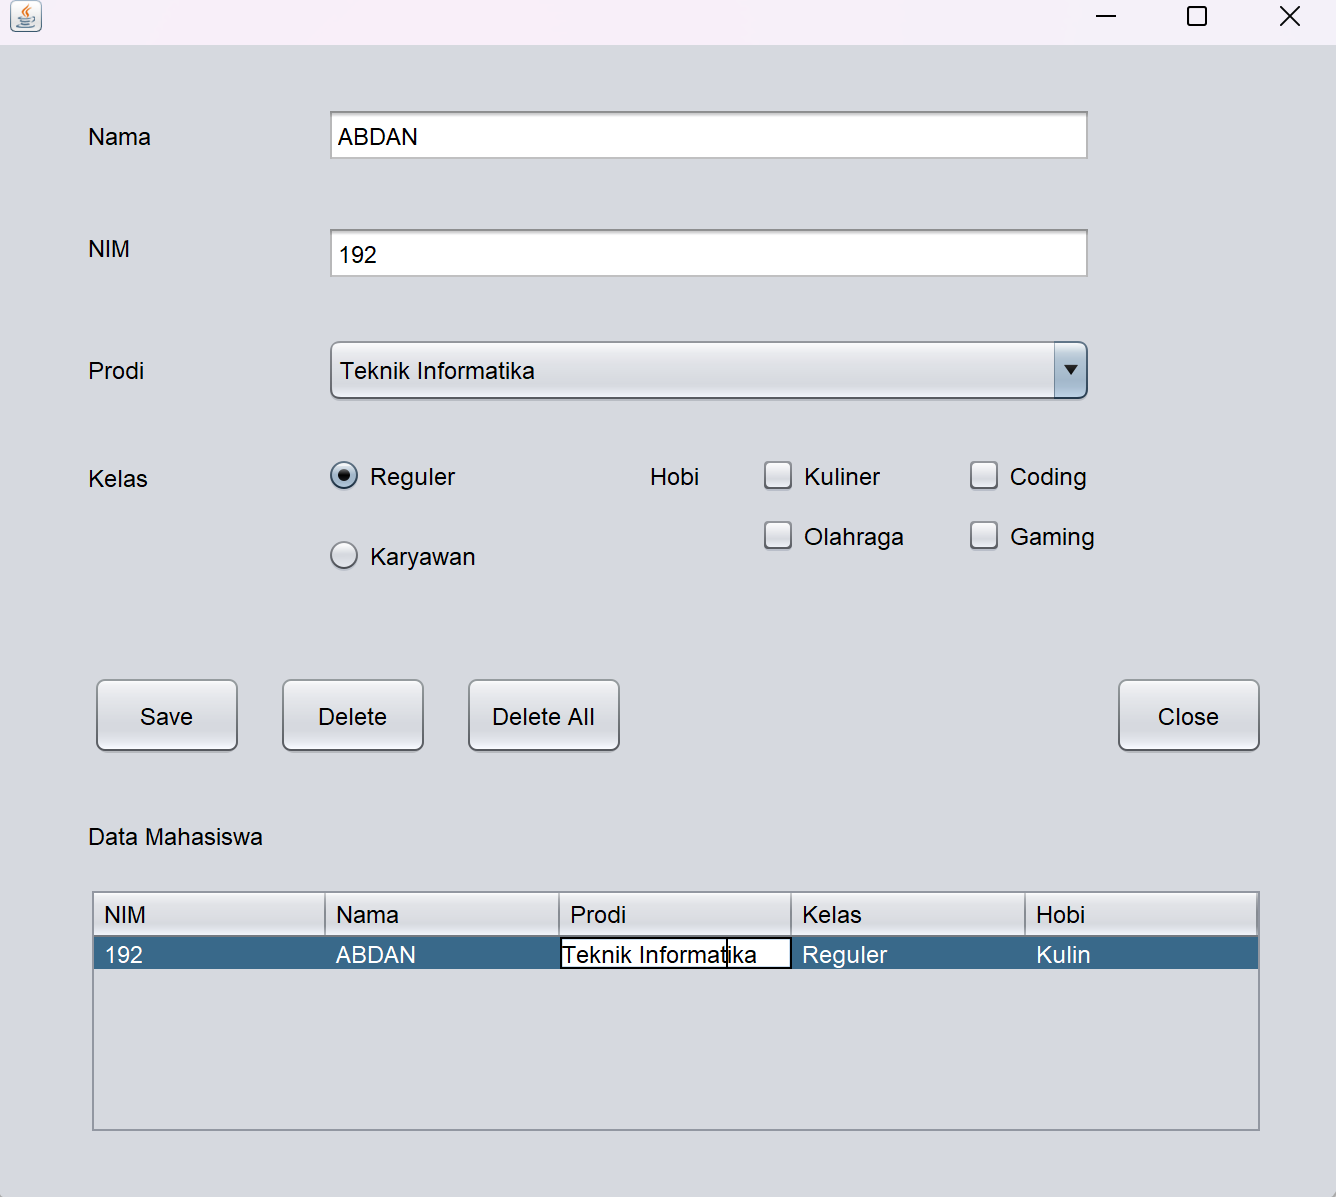 Nama ABDAN
NIM 192
Prodi Teknik Informatika
Kelas Reguler Hobi Kuliner Coding
Olahraga Gaming
Karyawan
Save Delete Delete All Close
Data Mahasiswa
NIM Nama Prodi Kelas Hobi
192 ABDAN Teknik Informatika Reguler Kulin